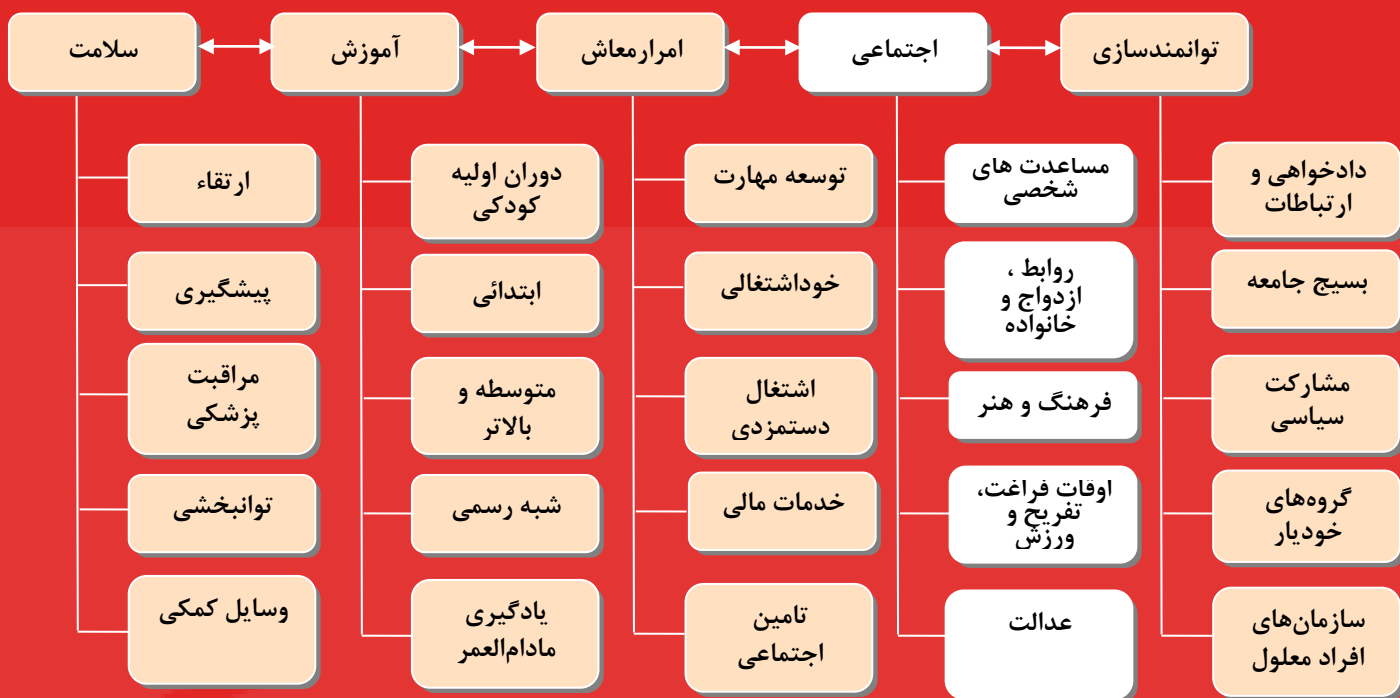 سلامت
آموزش
امرارمعاش
اجتماعی
توانمندسازی
ارتقاء
پیشگیری
مراقبت
پزشکی
توانبخشی
وسایل کمکی
دوران اولیه
کودکی
ابتدائی
متوسطه و
بالاتر
شبه رسمی
یادگیری
مادام‌العمر
توسعه مهارت
خوداشتغالی
اشتغال
دستمزدی
خدمات مالی
تامین
اجتماعی
مساعدت های
شخصی
روابط ،
ازدواج و
خانواده
فرهنگ و هنر
اوقات فراغت،
تفریح و
ورزش
عدالت
دادخواهی و
ارتباطات
بسیج جامعه
مشارکت
سیاسی
گروه‌های
خودیار
سازمان‌های
افراد معلول